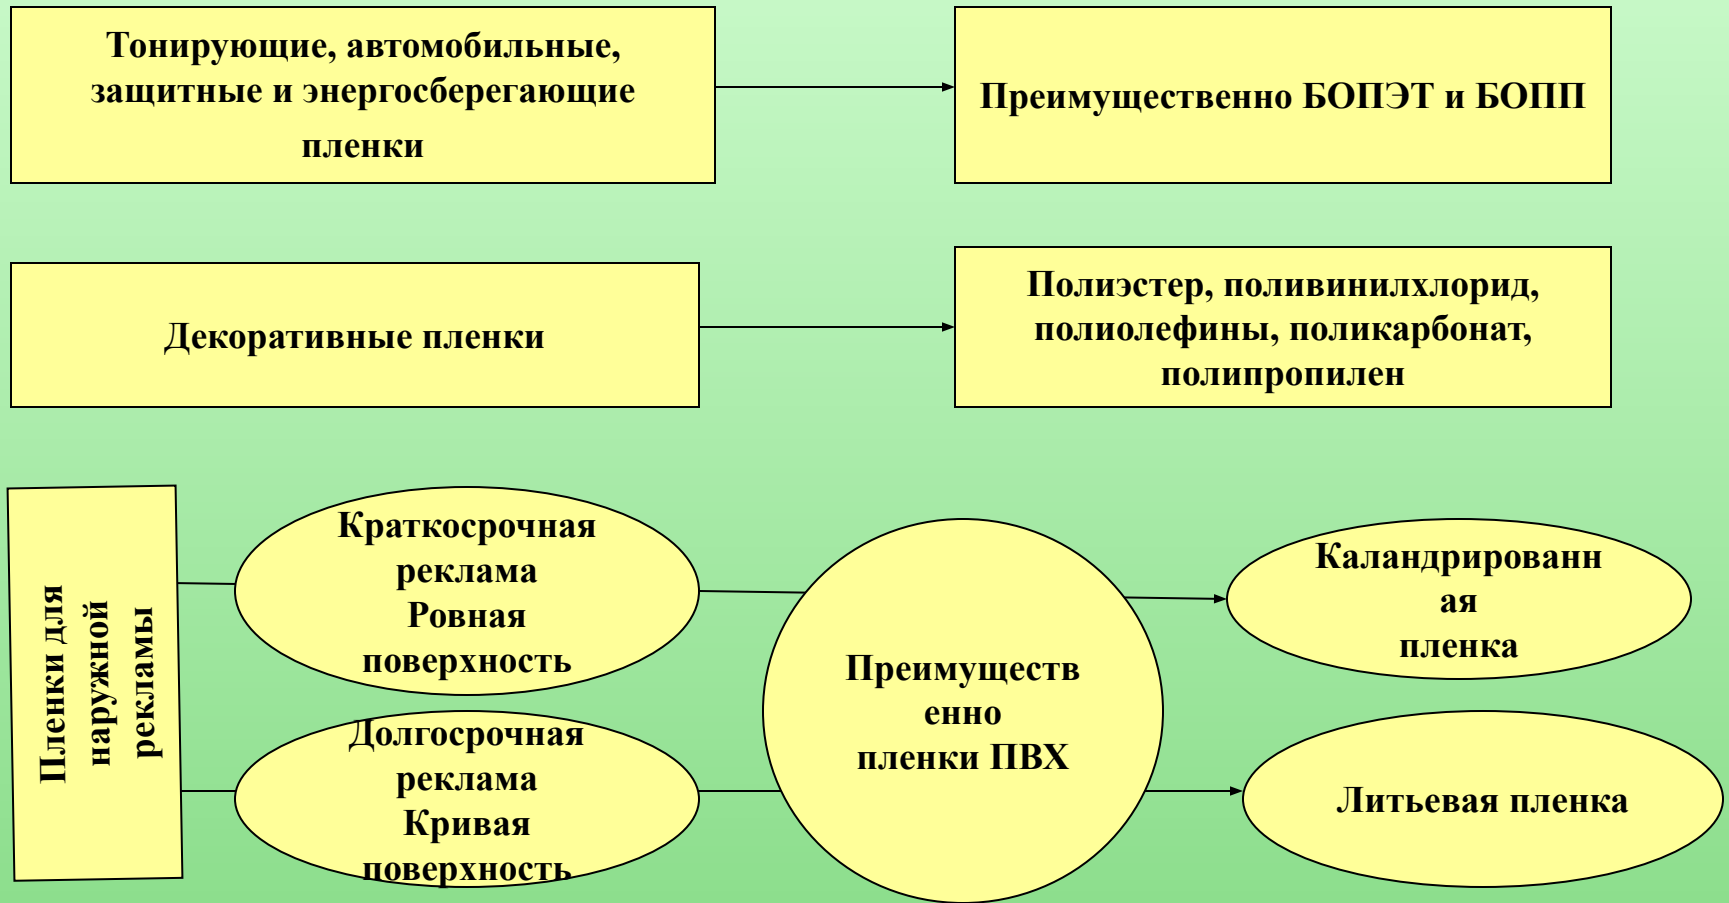 Тонирующие, автомобильные,
защитные и энергосберегающие
пленки
Преимущественно БОПЭТ и БОПП
Декоративные пленки
Полиэстер, поливинилхлорид,
полиолефины, поликарбонат,
полипропилен
Пленки для
наружной
рекламы
Краткосрочная
реклама
Ровная
поверхность
Долгосрочная
реклама
Кривая
поверхность
Преимуществ
енно
пленки ПВХ
Каландрированн
ая
пленка
Литьевая пленка